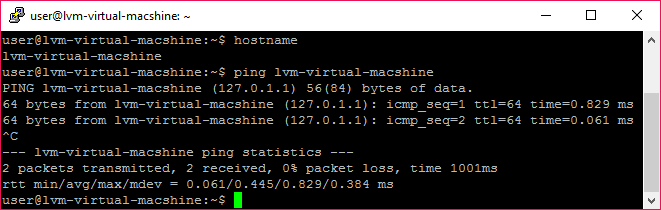 user@lvm-virtual-macshine: ~
user@lvm-virtual-macshine:~$ hostname
lvm-virtual-macshine
user@lvm-virtual-macshine:~$ ping lvm-virtual-macshine
PING lvm-virtual-macshine (127.0.1.1) 56(84) bytes of data.
64 bytes from lvm-virtual-macshine (127.0.1.1): icmp_seq=1 ttl=64 time=0.829 ms
64 bytes from lvm-virtual-macshine (127.0.1.1): icmp_seq=2 ttl=64 time=0.061 ms
^C
--- lvm-virtual-macshine ping statistics ---
2 packets transmitted, 2 received, 0% packet loss, time 1001ms
rtt min/avg/max/mdev = 0.061/0.445/0.829/0.384 ms
user@lvm-virtual-macshine:~$